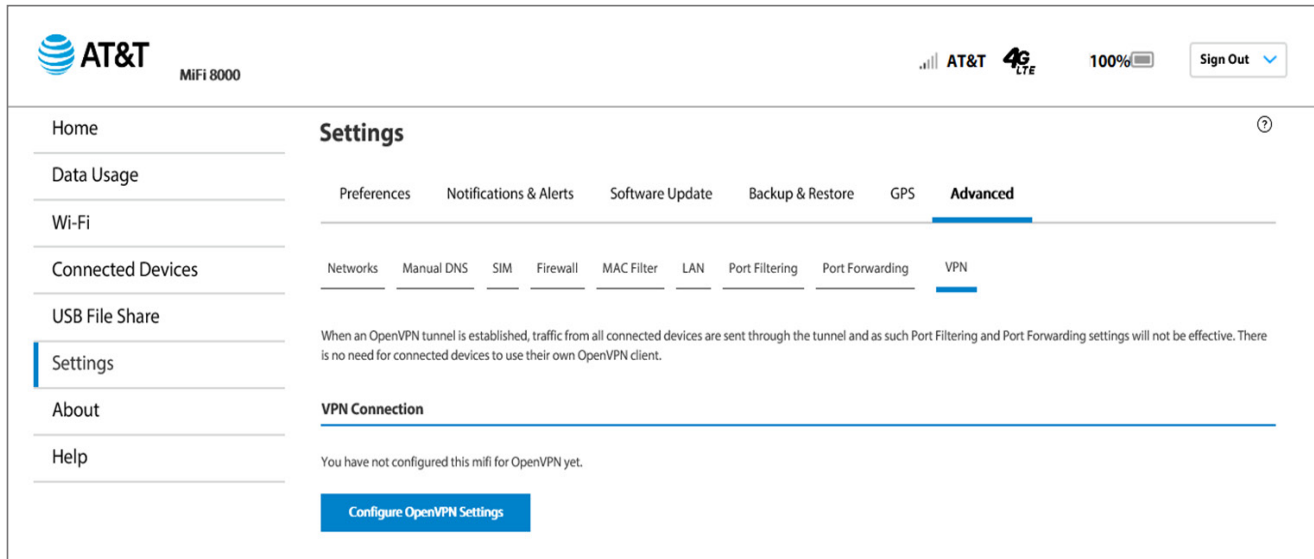 AT&T
MiFi 8000
AT&T 4G LTE 100% Sign Out
Home
Data Usage
Wi-Fi
Connected Devices
USB File Share
Settings
About
Help
Settings
Preferences Notifications & Alerts Software Update Backup & Restore GPS Advanced
Networks Manual DNS SIM Firewall MAC Filter LAN Port Filtering Port Forwarding VPN
When an OpenVPN tunnel is established, traffic from all connected devices are sent through the tunnel and as such Port Filtering and Port Forwarding settings will not be effective. There
is no need for connected devices to use their own OpenVPN client.
VPN Connection
You have not configured this mifi for OpenVPN yet.
Configure OpenVPN Settings